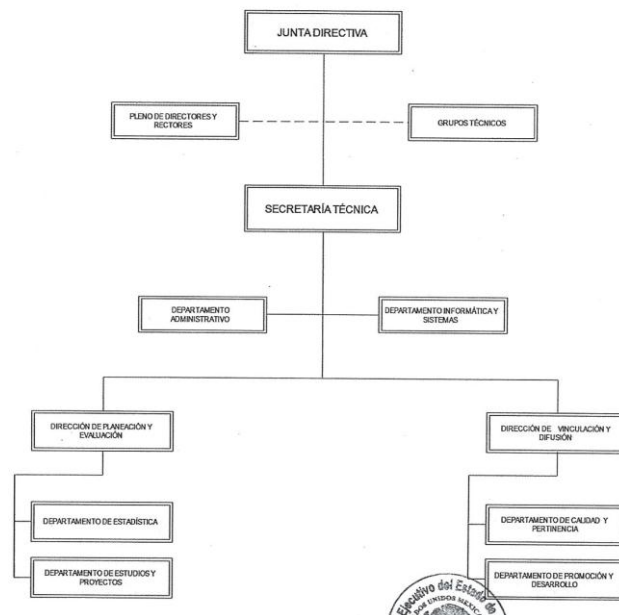 JUNTA DIRECTIVA
PLENO DE DIRECTORES Y
RECTORES
GRUPOS TÉCNICOS
SECRETARÍA TÉCNICA
DEPARTAMENTO
ADMINISTRATIVO
DEPARTAMENTO INFORMÁTICA Y
SISTEMAS
DIRECCIÓN DE PLANEACIÓN Y
EVALUACIÓN
DIRECCIÓN DE VINCULACIÓN Y
DIFUSIÓN
DEPARTAMENTO DE ESTADÍSTICA
DEPARTAMENTO DE CALIDAD Y
PERTINENCIA
DEPARTAMENTO DE ESTUDIOS Y
PROYECTOS
DEPARTAMENTO DE PROMOCIÓN Y
DESARROLLO
Ejecutivo del Estado de
UNIDOS